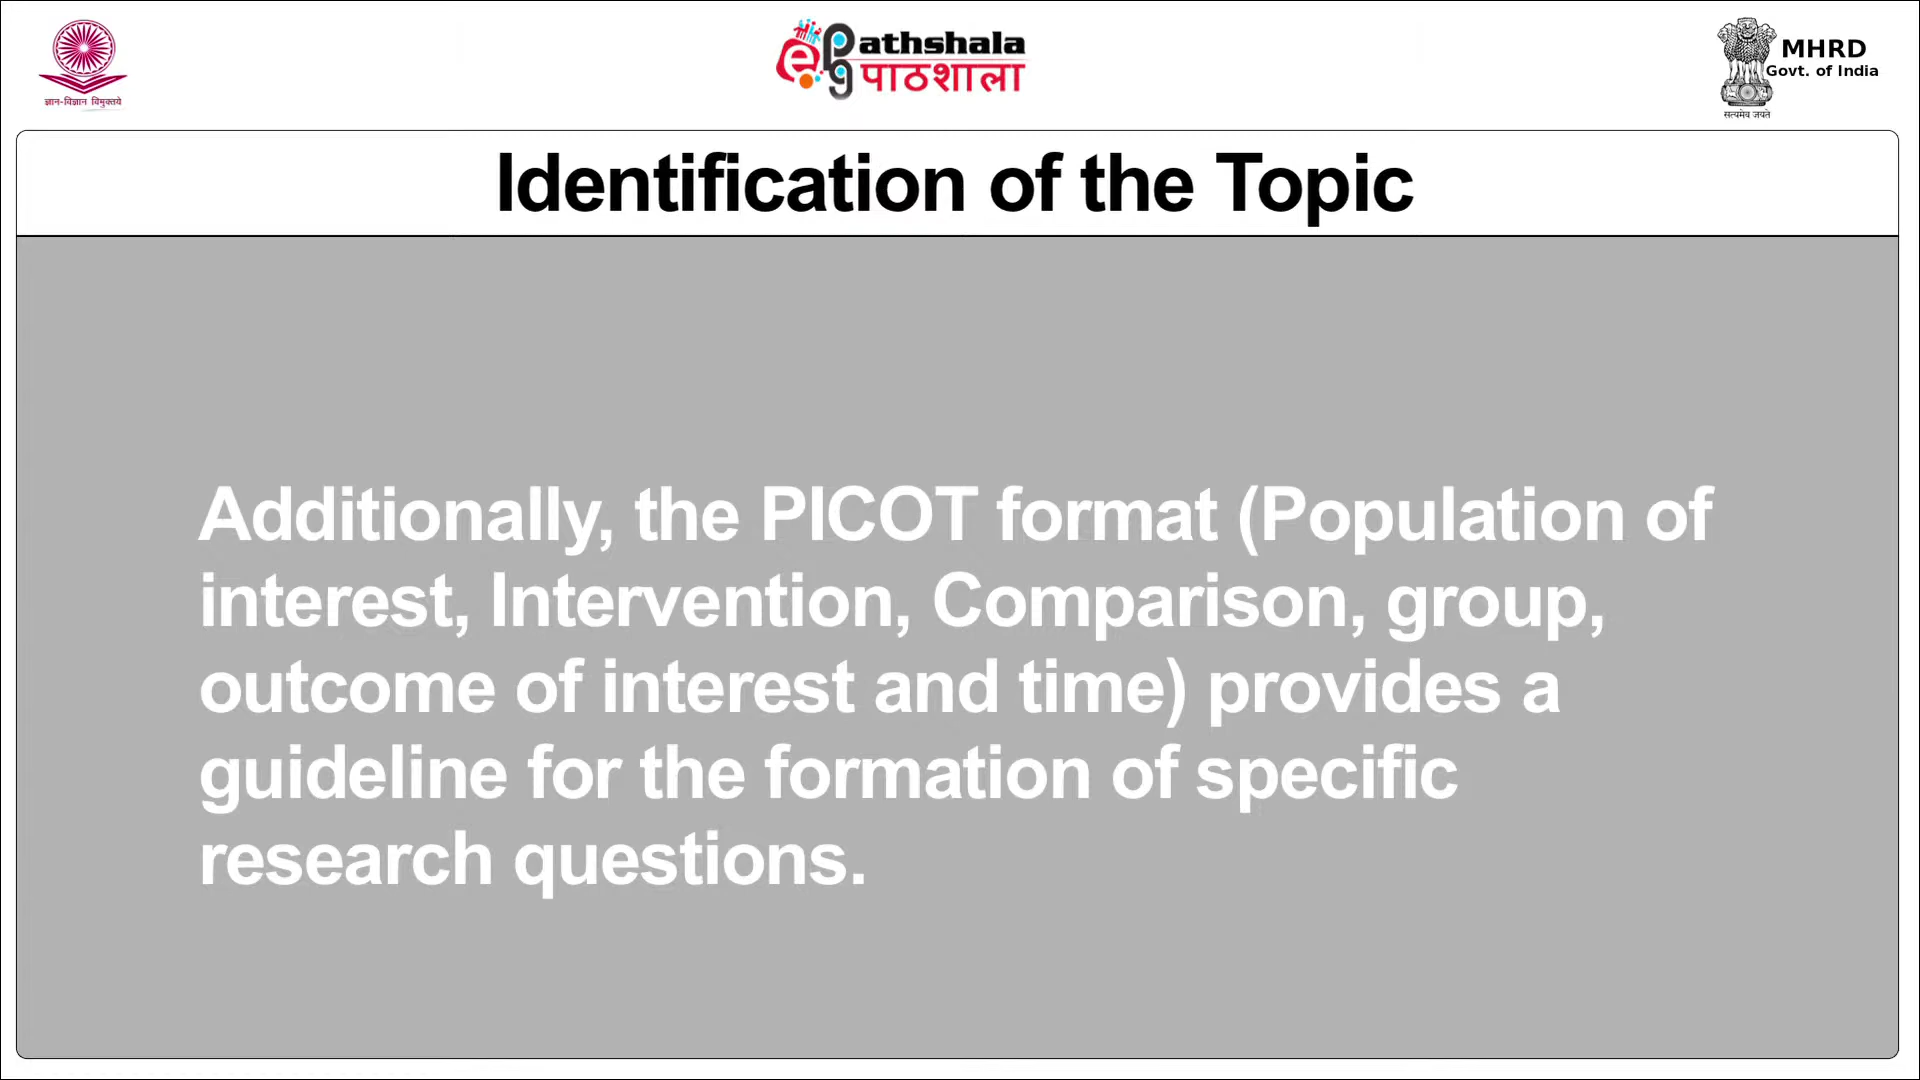 ज्ञान-विज्ञान विमुक्तये
ePG athshala
पाठशाला
MHRD
Govt. of India
सत्यमेव जयते
Identification of the Topic
Additionally, the PICOT format (Population of
interest, Intervention, Comparison, group,
outcome of interest and time) provides a
guideline for the formation of specific
research questions.